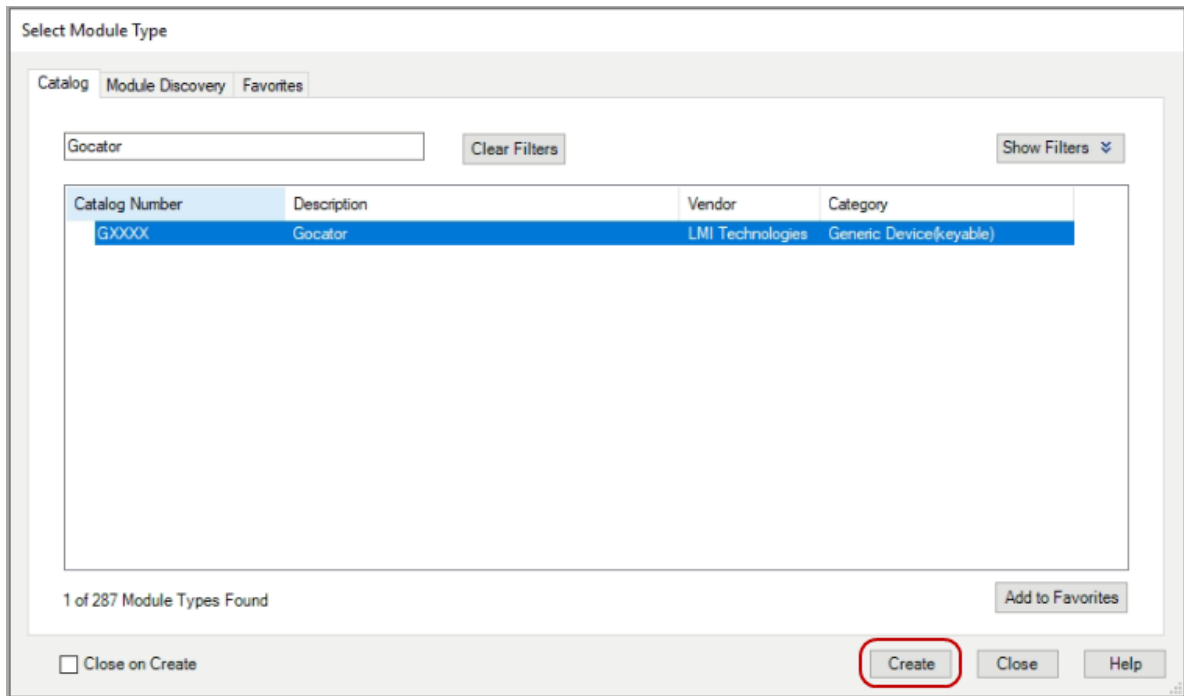 Select Module Type
Catalog Module Discovery Favorites
Gocator Clear Filters Show Filters
Catalog Number Description Vendor Category
GXXXX Gocator LMI Technologies Generic Device(keyable)
1 of 287 Module Types Found Add to Favorites
Close on Create Create Close Help